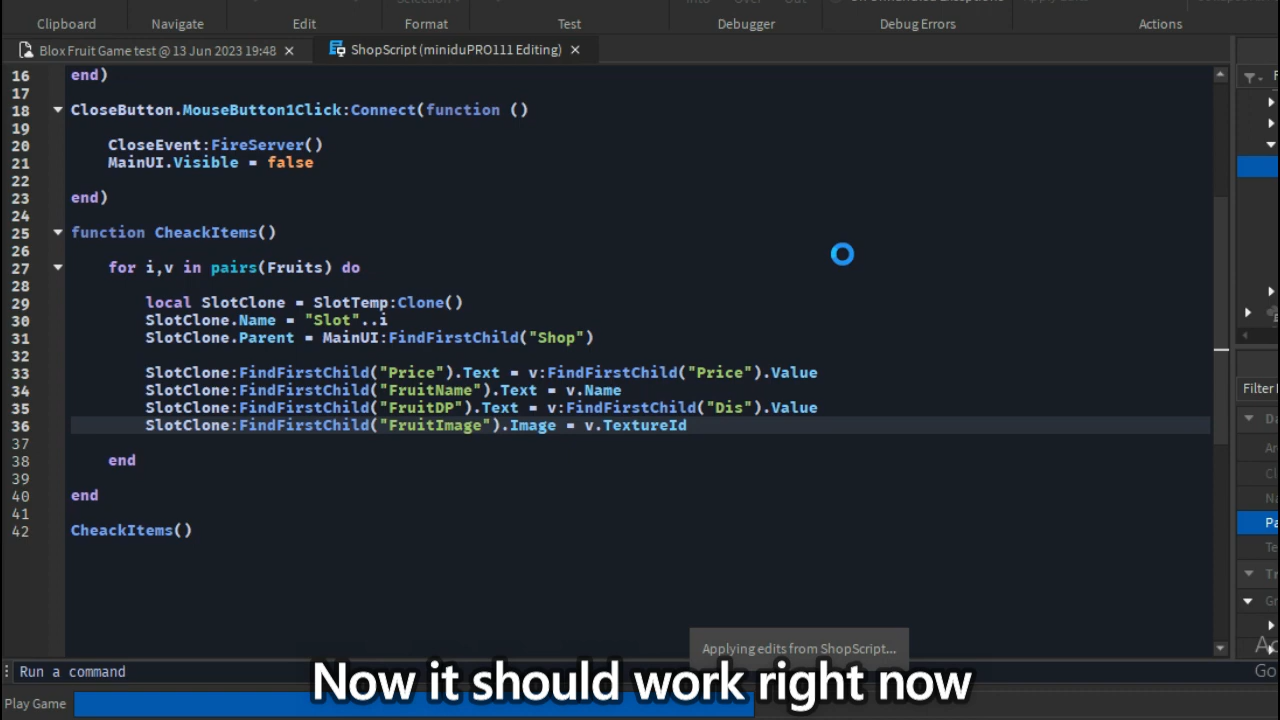 Clipboard Navigate Edit Format Test Debugger Debug Errors Actions
Blox Fruit Game test @ 13 Jun 2023 19:48 × ShopScript (miniduPRO111 Editing) ×
16 end)
17
18 CloseButton.MouseButton1Click:Connect(function ()
19
20 CloseEvent:FireServer()
21 MainUI.Visible = false
22
23 end)
24
25 function CheackItems()
26
27 for i,v in pairs(Fruits) do
28
29 local SlotClone = SlotTemp:Clone()
30 SlotClone.Name = "Slot"..i
31 SlotClone.Parent = MainUI:FindFirstChild("Shop")
32
33 SlotClone:FindFirstChild("Price").Text = v:FindFirstChild("Price").Value
34 SlotClone:FindFirstChild("FruitName").Text = v.Name
35 SlotClone:FindFirstChild("FruitDP").Text = v:FindFirstChild("Dis").Value
36 SlotClone:FindFirstChild("FruitImage").Image = v.TextureId
37
38 end
39
40 end
41
42 CheackItems()
Filter
Applying edits from ShopScript...
Run a command
Now it should work right now
Play Game